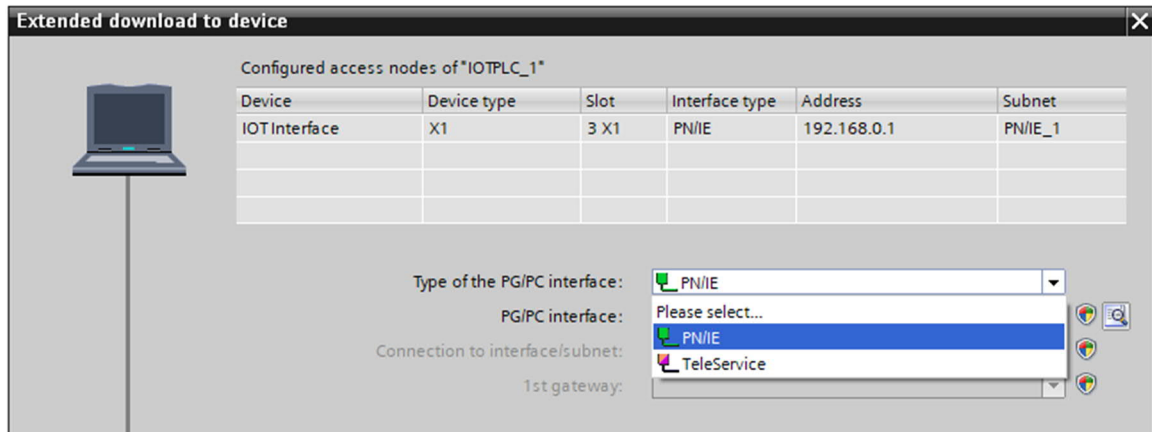 Extended download to device
Configured access nodes of "IOTPLC_1"
Device Device type Slot Interface type Address Subnet
IOT Interface X1 3 X1 PN/IE 192.168.0.1 PN/IE_1
Type of the PG/PC interface: PN/IE
PG/PC interface: Please select...
PN/IE
Connection to interface/subnet: TeleService
1st gateway: